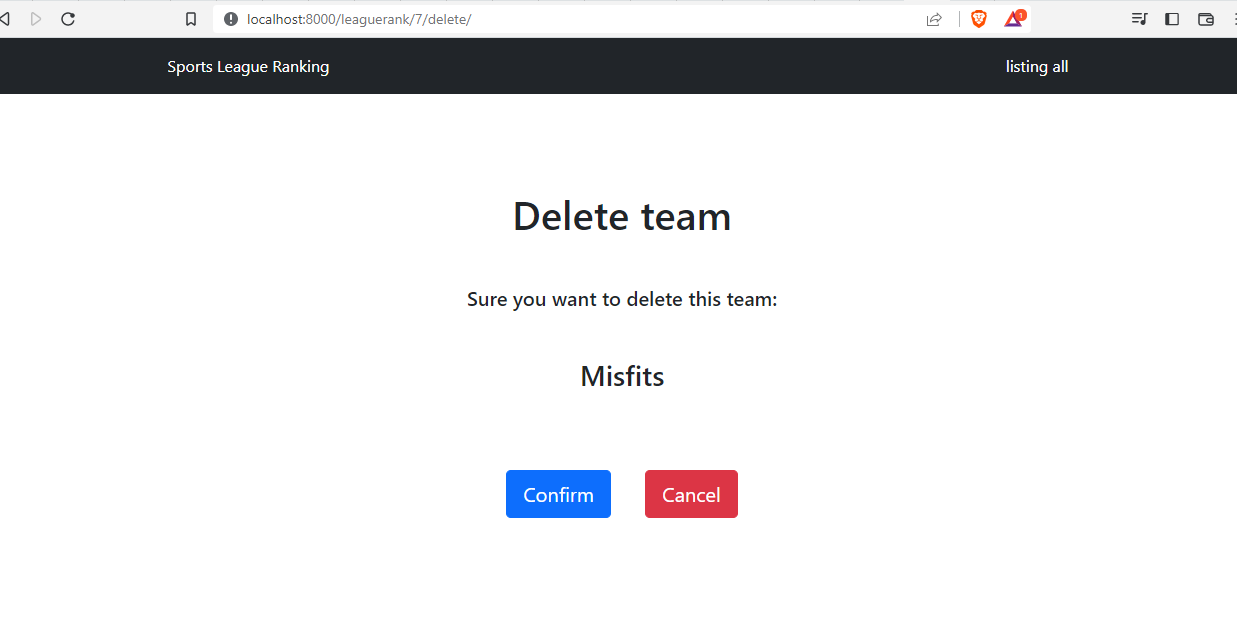 localhost:8000/leaguerank/7/delete/
1
Sports League Ranking
listing all
Delete team
Sure you want to delete this team:
Misfits
Confirm
Cancel